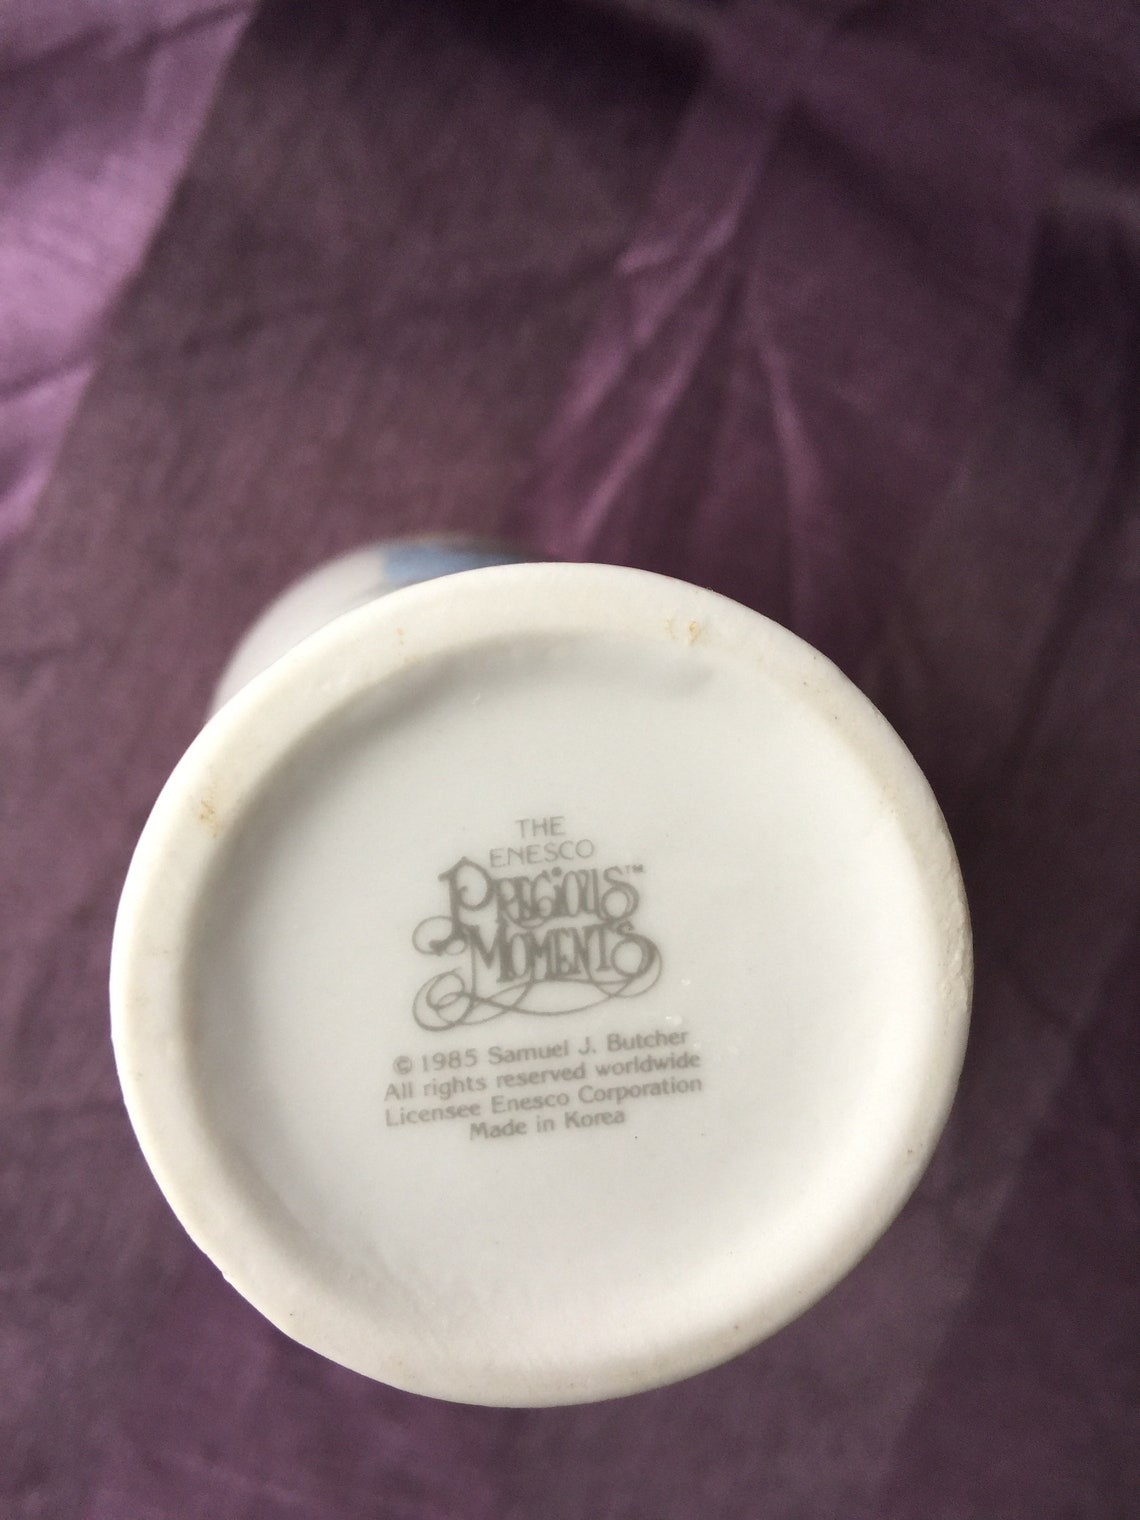 THE
ENESCO
PRECIOUS™
MOMENTS
© 1985 Samuel J. Butcher
All rights reserved worldwide
Licensee Enesco Corporation
Made in Korea